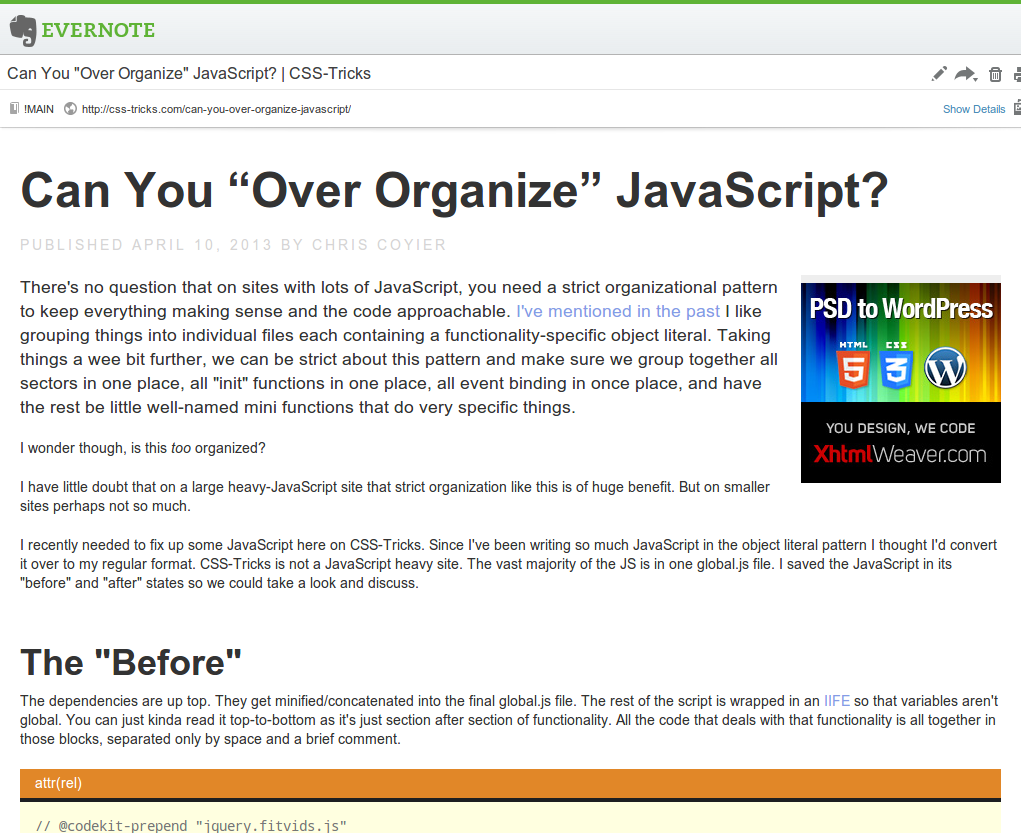 EVERNOTE
Can You "Over Organize" JavaScript? | CSS-Tricks
!MAIN http://css-tricks.com/can-you-over-organize-javascript/ Show Details
Can You “Over Organize” JavaScript?
PUBLISHED APRIL 10, 2013 BY CHRIS COYIER
There's no question that on sites with lots of JavaScript, you need a strict organizational pattern
to keep everything making sense and the code approachable. I've mentioned in the past I like
grouping things into individual files each containing a functionality-specific object literal. Taking
things a wee bit further, we can be strict about this pattern and make sure we group together all
sectors in one place, all "init" functions in one place, all event binding in once place, and have
the rest be little well-named mini functions that do very specific things.
PSD to WordPress
HTML CSS
5 3 W
YOU DESIGN, WE CODE
XhtmlWeaver.com
I wonder though, is this too organized?
I have little doubt that on a large heavy-JavaScript site that strict organization like this is of huge benefit. But on smaller
sites perhaps not so much.
I recently needed to fix up some JavaScript here on CSS-Tricks. Since I've been writing so much JavaScript in the object literal pattern I thought I'd convert
it over to my regular format. CSS-Tricks is not a JavaScript heavy site. The vast majority of the JS is in one global.js file. I saved the JavaScript in its
"before" and "after" states so we could take a look and discuss.
The "Before"
The dependencies are up top. They get minified/concatenated into the final global.js file. The rest of the script is wrapped in an IIFE so that variables aren't
global. You can just kinda read it top-to-bottom as it's just section after section of functionality. All the code that deals with that functionality is all together in
those blocks, separated only by space and a brief comment.
attr(rel)
// @codekit-prepend "jquery.fitvids.js"